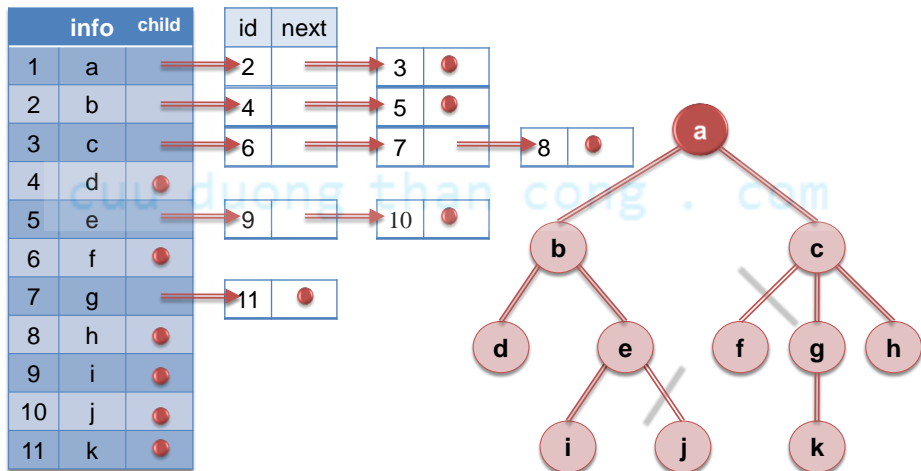 info child
id next
1 a 2 3
2 b 4 5
3 c 6 7 8
4 d
5 e 9 10
6 f
7 g 11
8 h
9 i
10 j
11 k
cuu duong than cong . com
a
b c
d e f g h
i j k